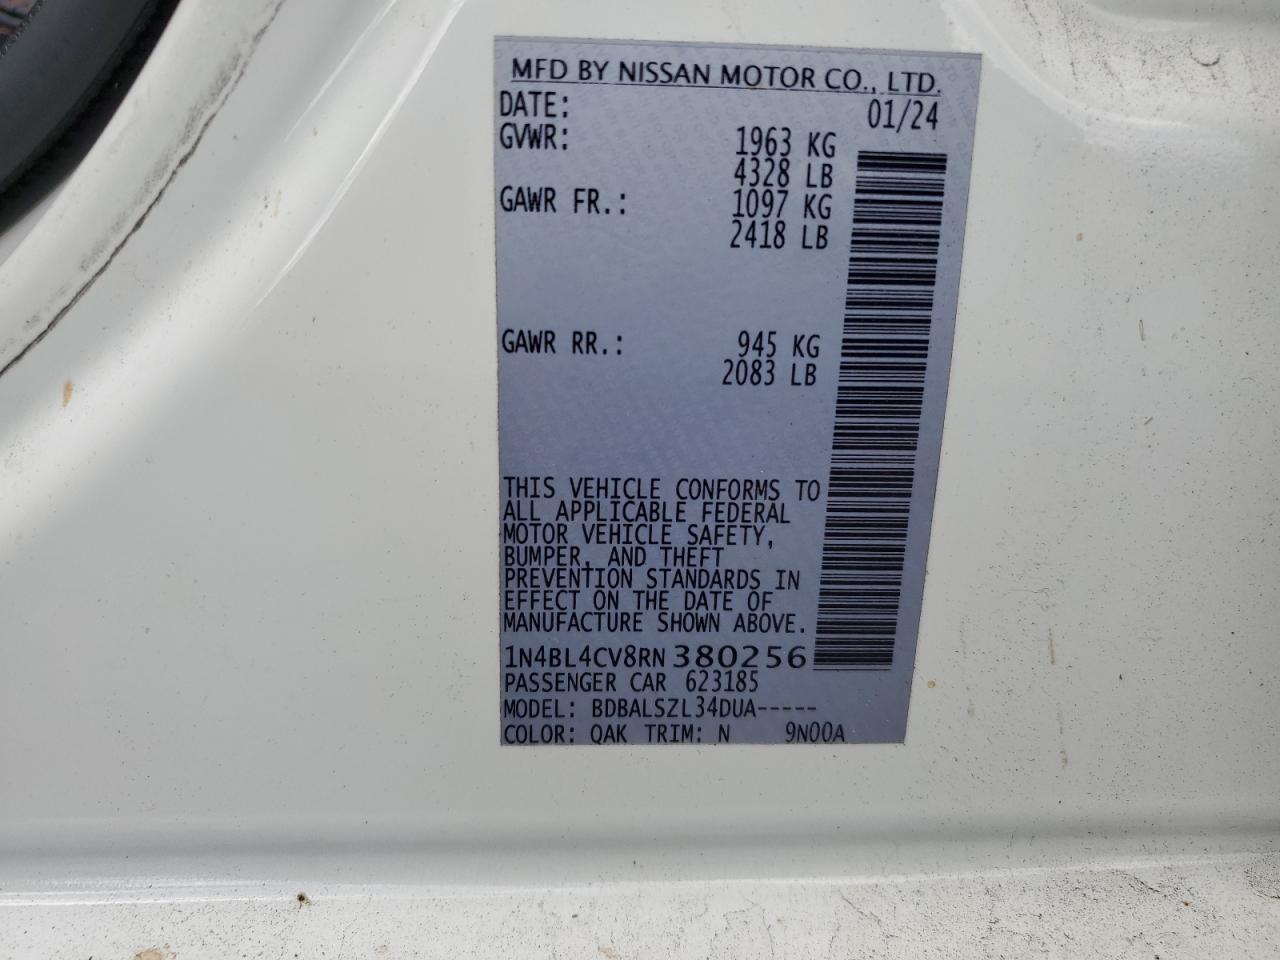 MFD BY NISSAN MOTOR CO., LTD.
DATE: 01/24
GVWR: 1963 KG
4328 LB
GAWR FR.: 1097 KG
2418 LB
GAWR RR.: 945 KG
2083 LB
THIS VEHICLE CONFORMS TO
ALL APPLICABLE FEDERAL
MOTOR VEHICLE SAFETY,
BUMPER, AND THEFT
PREVENTION STANDARDS IN
EFFECT ON THE DATE OF
MANUFACTURE SHOWN ABOVE.
1N4BL4CV8RN 380256
PASSENGER CAR 623185
MODEL: BDBALSZL34DUA-----
COLOR: QAK TRIM: N 9N00A